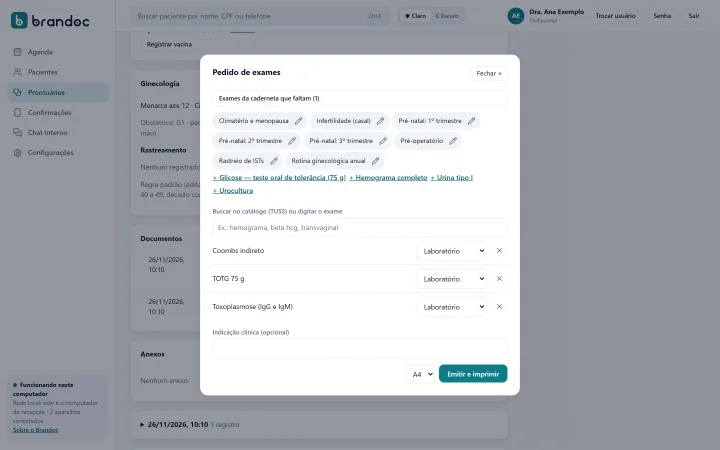 brandoc
Buscar paciente por nome, CPF ou telefone
Ctrl K
Claro
Escuro
AE
Dra. Ana Exemplo
Profissional
Trocar usuário
Senha
Sair
Agenda
Pacientes
Prontuários
Confirmações
Chat interno
Configurações
Funcionando neste
computador
Rede local: este é o computador
da recepção · 2 aparelhos
conectados
Sobre o Brandoc
Registrar vacina
Ginecologia
Menarca aos 12 · Ci
Obstétrico: G1 · pa
mão)
Rastreamento
Nenhum registrado
Regra padrão (edit
40 a 45, decisão co
Documentos
26/11/2026,
10:10
26/11/2026,
10:10
Anexos
Nenhum anexo.
26/11/2026, 10:10 1 registro
Pedido de exames
Fechar ×
Exames da caderneta que faltam (1)
Climatério e menopausa
Infertilidade (casal)
Pré-natal: 1º trimestre
Pré-natal: 2º trimestre
Pré-natal: 3º trimestre
Pré-operatório
Rastreio de ISTs
Rotina ginecológica anual
+ Glicose — teste oral de tolerância (75 g) + Hemograma completo + Urina tipo I
+ Urocultura
Buscar no catálogo (TUSS) ou digitar o exame
Ex.: hemograma, beta hcg, transvaginal
Coombs indireto
Laboratório
×
TOTG 75 g
Laboratório
×
Toxoplasmose (IgG e IgM)
Laboratório
×
Indicação clínica (opcional)
A4
Emitir e imprimir